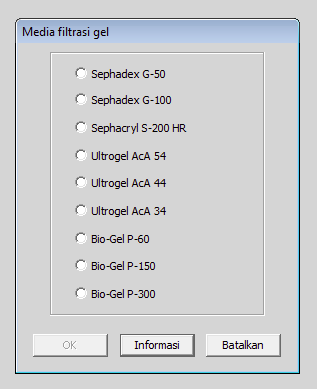 Media filtrasi gel
Sephadex G-50
Sephadex G-100
Sephacryl S-200 HR
Ultrogel AcA 54
Ultrogel AcA 44
Ultrogel AcA 34
Bio-Gel P-60
Bio-Gel P-150
Bio-Gel P-300
OK
Informasi
Batalkan